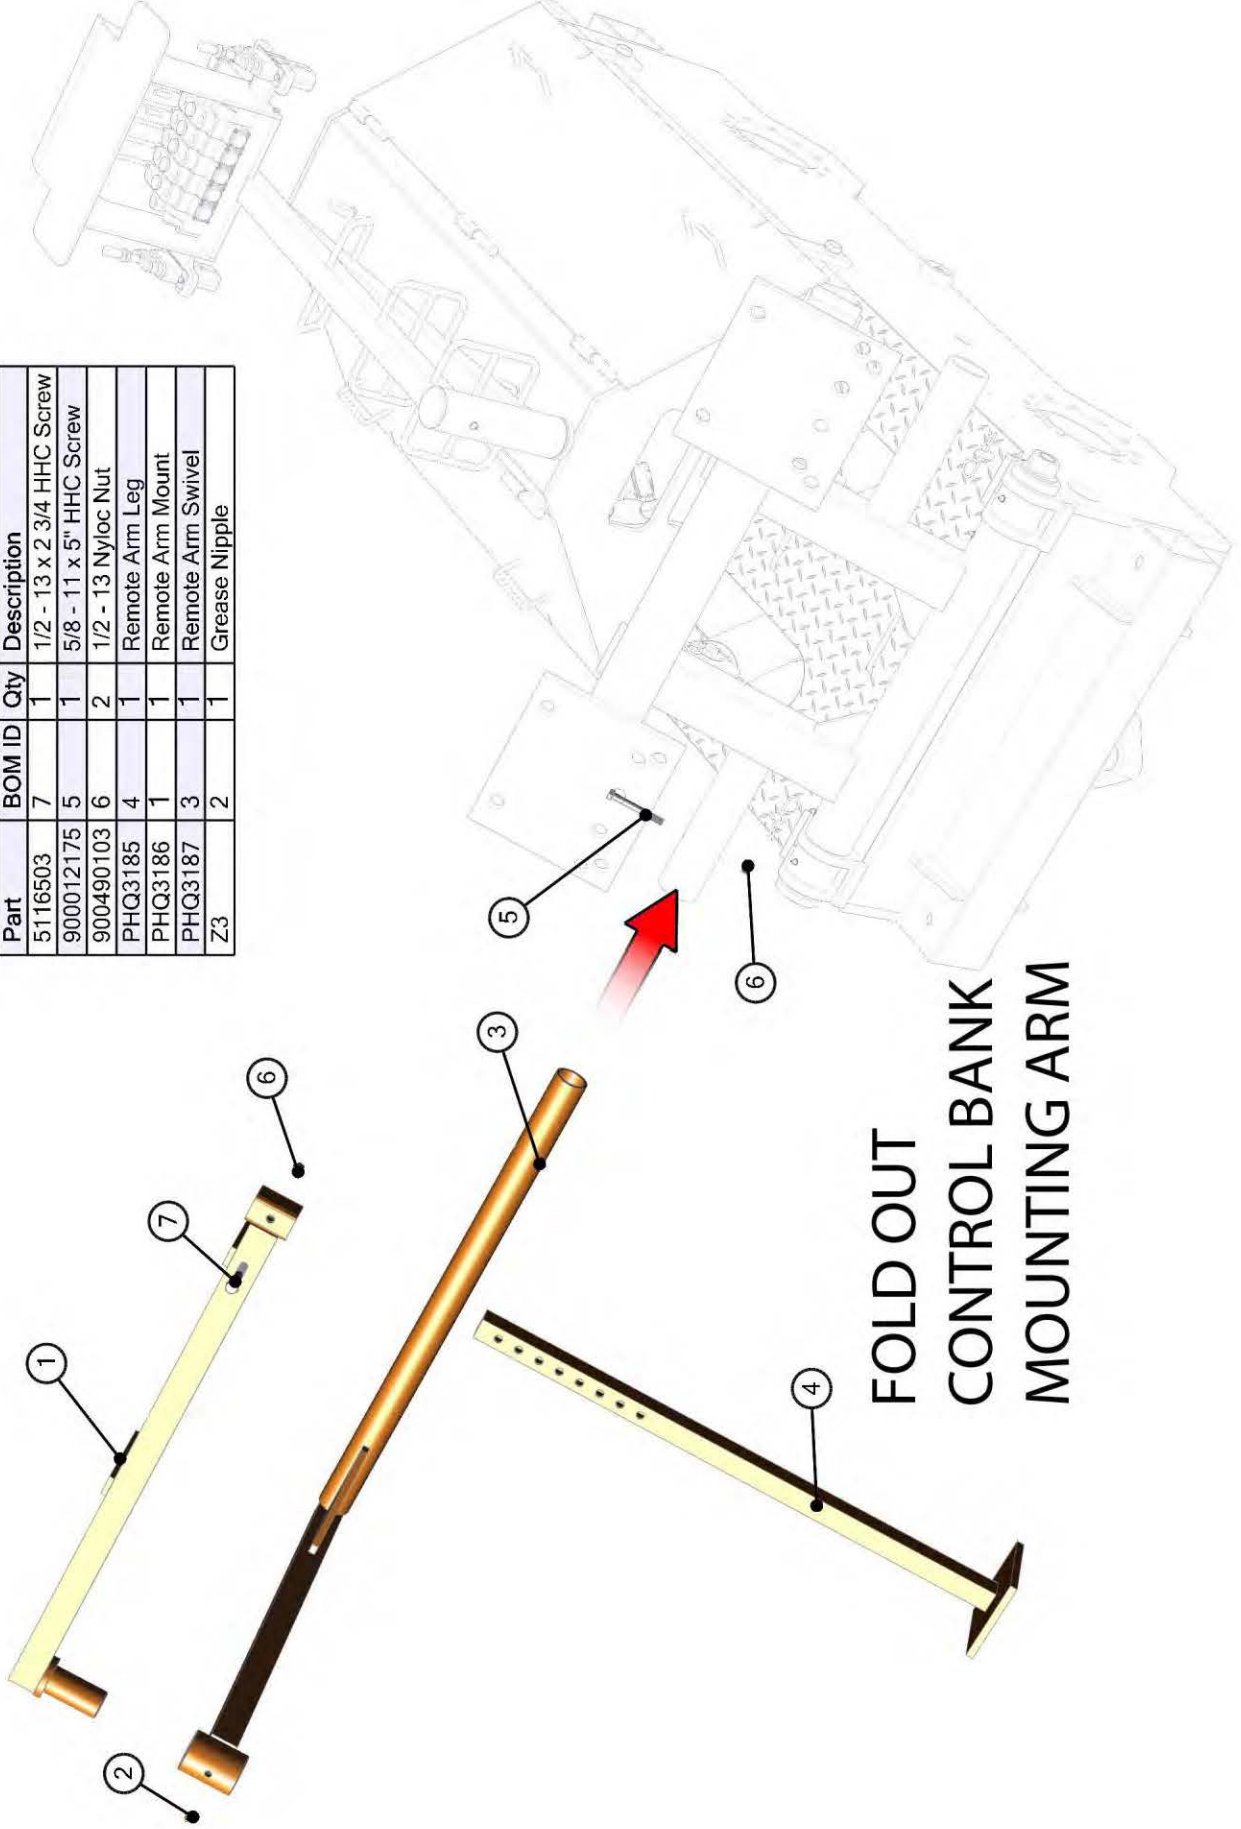 Part BOM ID Qty Description
5116503 7 1 1/2 - 13 x 2 3/4 HHC Screw
900012175 5 1 5/8 - 11 x 5" HHC Screw
900490103 6 2 1/2 - 13 Nyloc Nut
PHQ3185 4 1 Remote Arm Leg
PHQ3186 1 1 Remote Arm Mount
PHQ3187 3 1 Remote Arm Swivel
Z3 2 1 Grease Nipple
1
7
6
2
3
5
6
4
FOLD OUT
CONTROL BANK
MOUNTING ARM